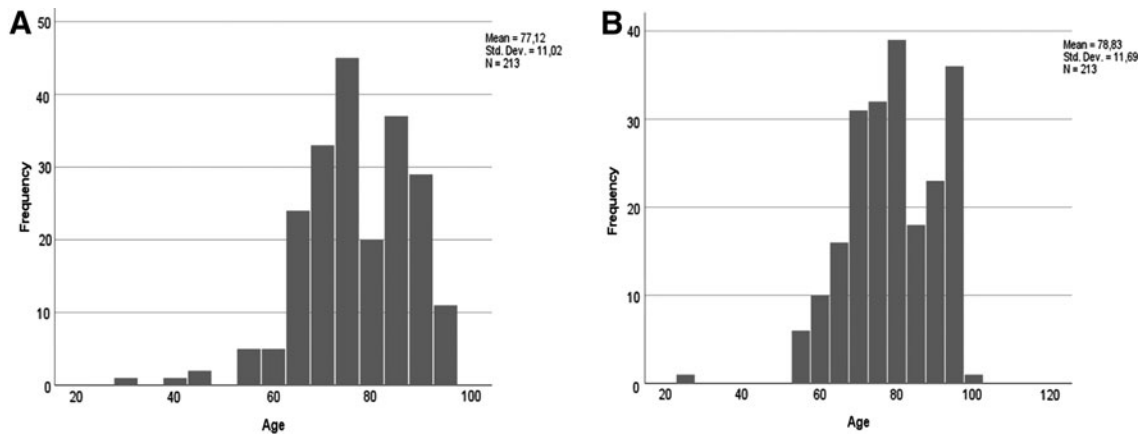 A
50
40
30
20
10
0
Frequency
20 40 60 80 100
Age
Mean = 77,12
Std. Dev. = 11,02
N = 213
B
40
30
20
10
0
Frequency
20 40 60 80 100 120
Age
Mean = 78,83
Std. Dev. = 11,69
N = 213